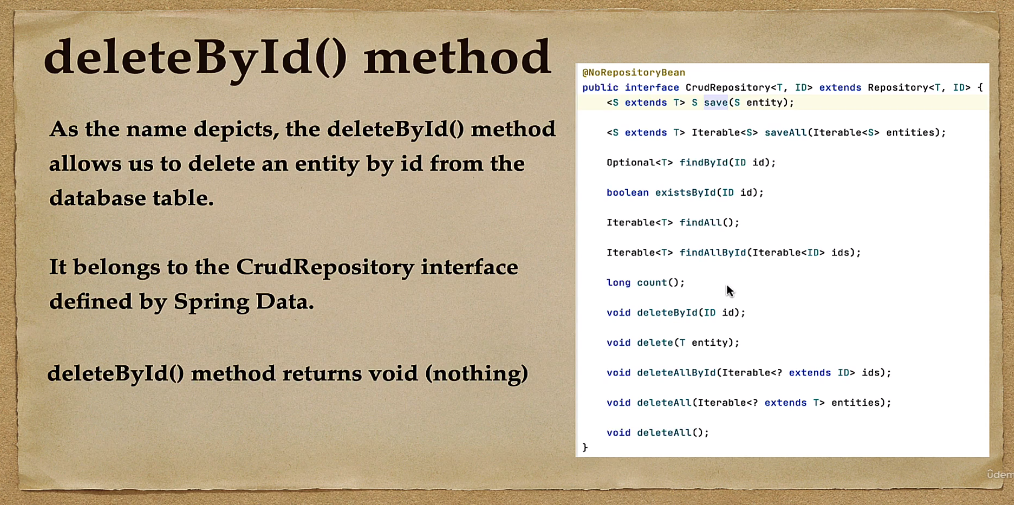 deleteById() method
As the name depicts, the deleteById() method
allows us to delete an entity by id from the
database table.
It belongs to the CrudRepository interface
defined by Spring Data.
deleteById() method returns void (nothing)
@NoRepositoryBean
public interface CrudRepository<T, ID> extends Repository<T, ID> {
<S extends T> S save(S entity);
<S extends T> Iterable<S> saveAll(Iterable<S> entities);
Optional<T> findById(ID id);
boolean existsById(ID id);
Iterable<T> findAll();
Iterable<T> findAllById(Iterable<ID> ids);
long count();
void deleteById(ID id);
void delete(T entity);
void deleteAllById(Iterable<? extends ID> ids);
void deleteAll(Iterable<? extends T> entities);
void deleteAll();
}